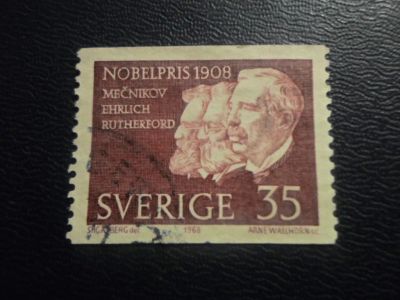 NOBELPRIS 1908
MEČNIKOV
EHRLICH
RUTHERFORD
SVERIGE 35
1968 ARNE WALLHORN sc.